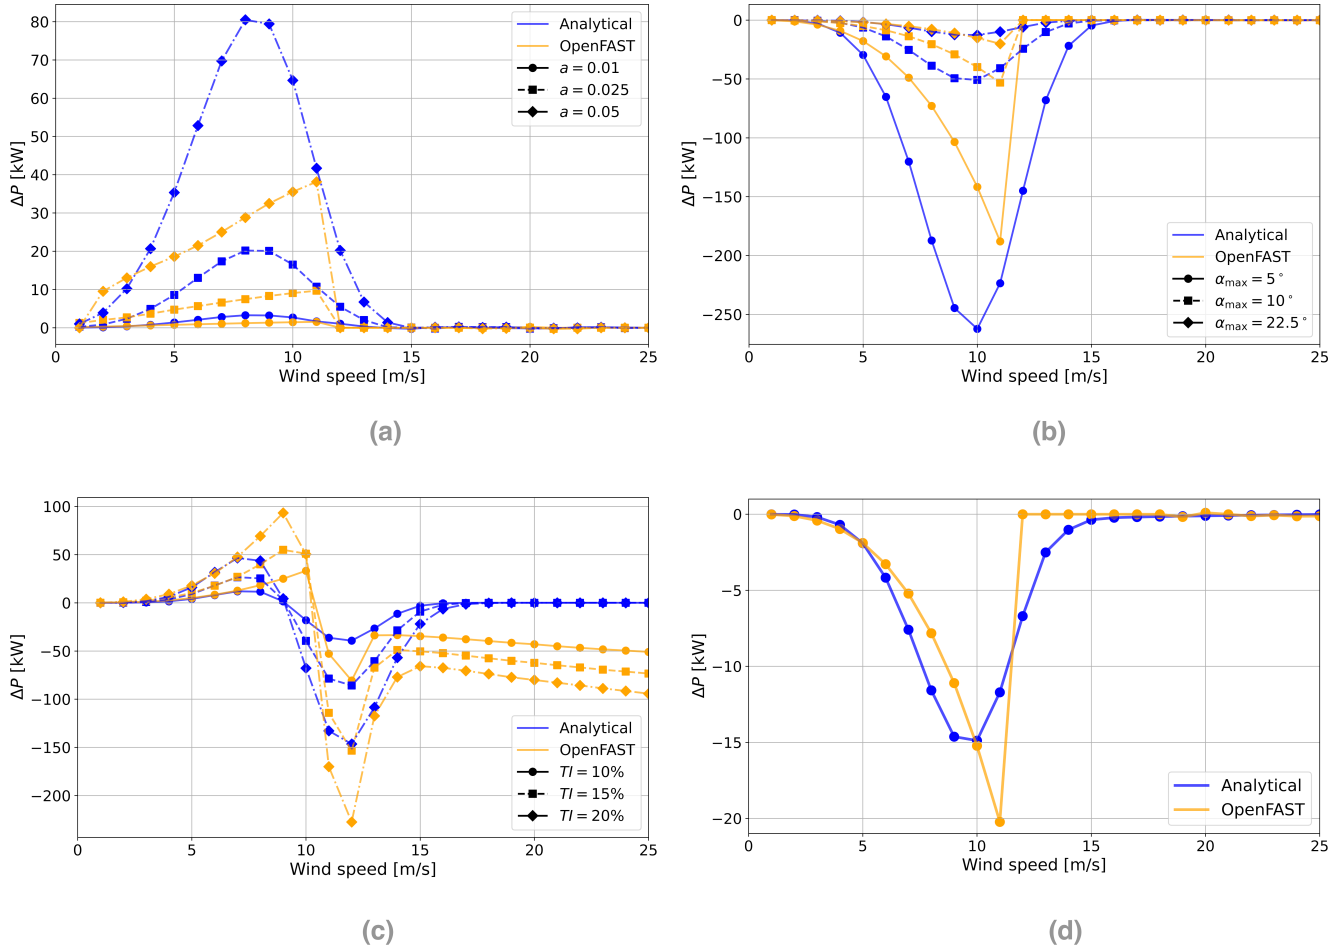 80
70
60
50
40
30
20
10
0
ΔP [kW]
0 5 10 15 20 25
Wind speed [m/s]
Analytical
OpenFAST
a = 0.01
a = 0.025
a = 0.05
(a)
0
−50
−100
−150
−200
−250
ΔP [kW]
0 5 10 15 20 25
Wind speed [m/s]
Analytical
OpenFAST
αmax = 5°
αmax = 10°
αmax = 22.5°
(b)
100
50
0
−50
−100
−150
−200
ΔP [kW]
0 5 10 15 20 25
Wind speed [m/s]
Analytical
OpenFAST
TI = 10%
TI = 15%
TI = 20%
(c)
0
−5
−10
−15
−20
ΔP [kW]
0 5 10 15 20 25
Wind speed [m/s]
Analytical
OpenFAST
(d)